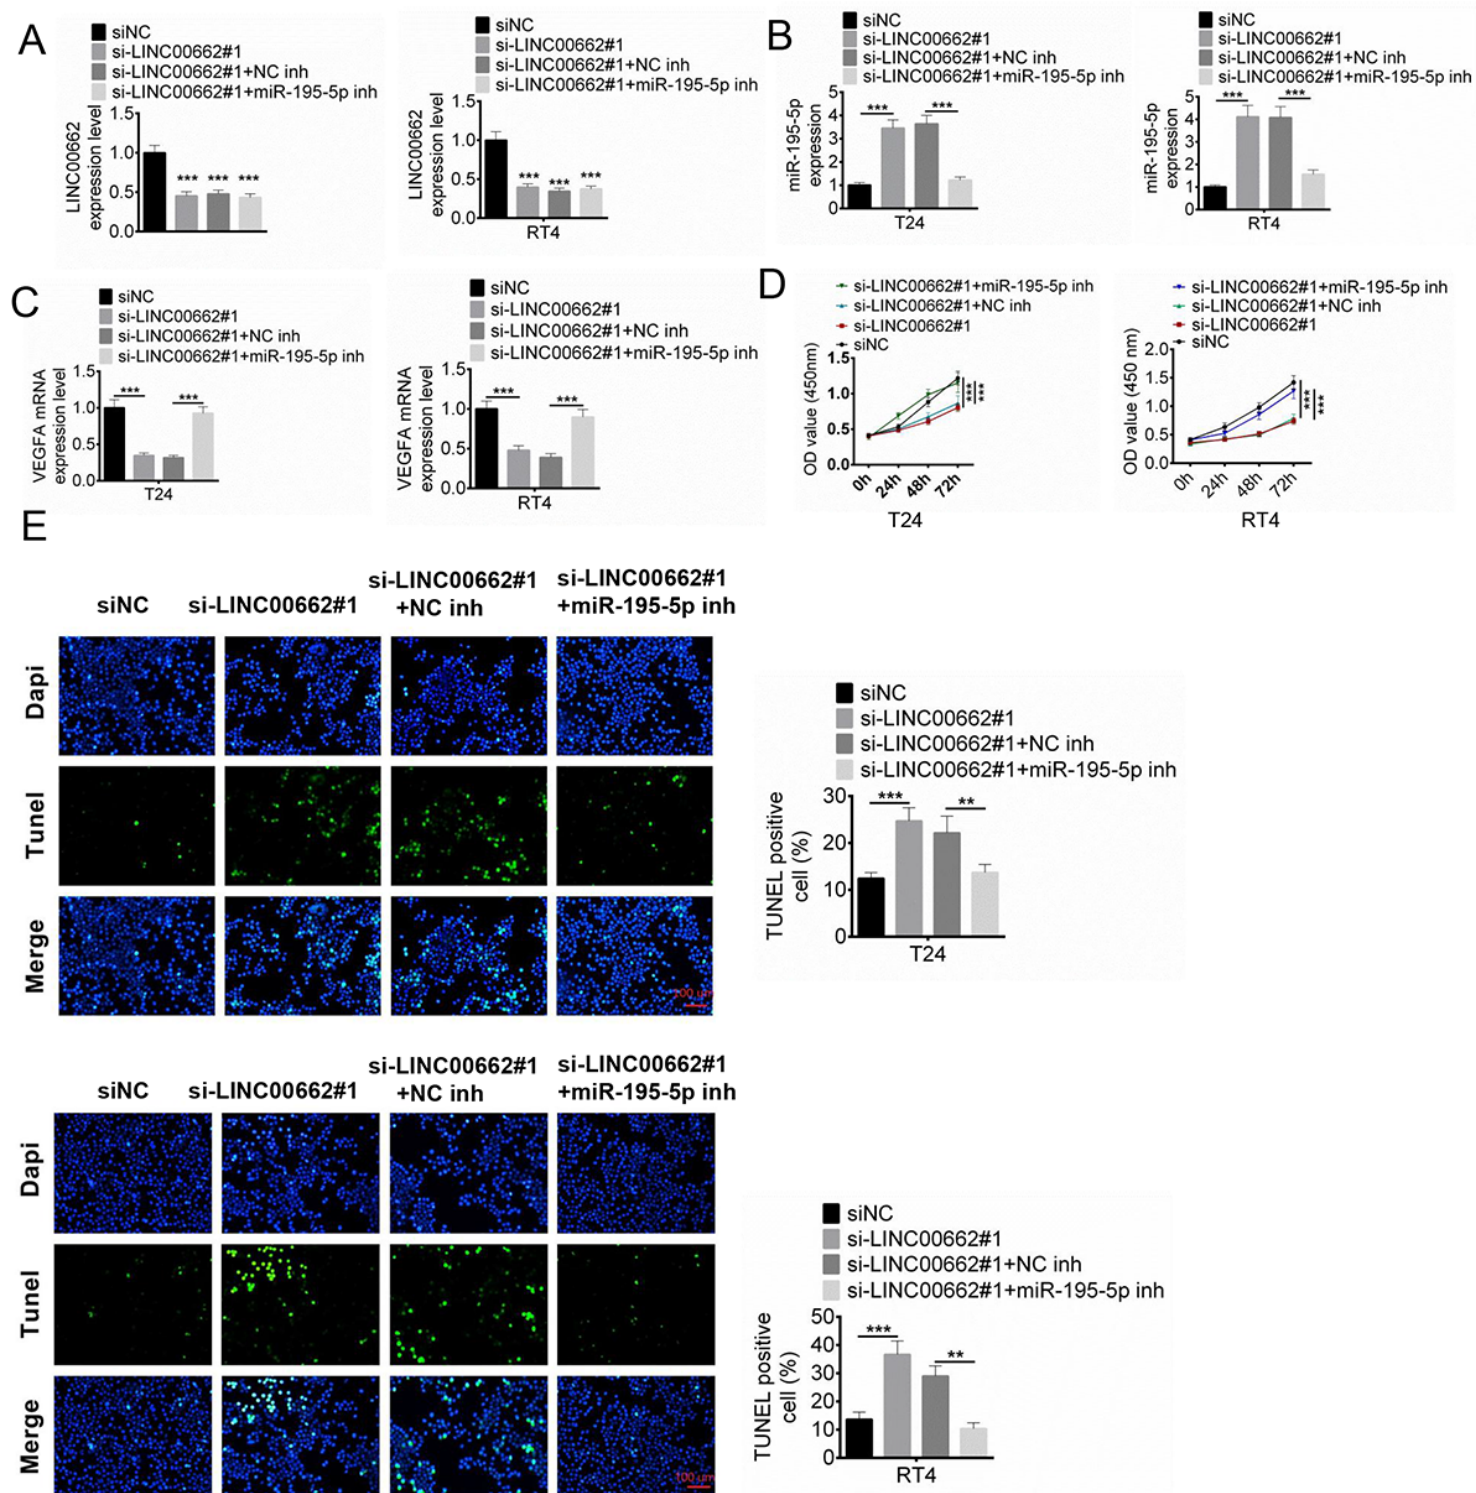 A
siNC
si-LINC00662#1
si-LINC00662#1+NC inh
si-LINC00662#1+miR-195-5p inh
LINC00662
expression level
1.5
1.0
0.5
0.0
*** *** ***
siNC
si-LINC00662#1
si-LINC00662#1+NC inh
si-LINC00662#1+miR-195-5p inh
LINC00662
expression level
1.5
1.0
0.5
0.0
*** *** ***
RT4
B
siNC
si-LINC00662#1
si-LINC00662#1+NC inh
si-LINC00662#1+miR-195-5p inh
miR-195-5p
expression
5
4
3
2
1
0
*** ***
T24
siNC
si-LINC00662#1
si-LINC00662#1+NC inh
si-LINC00662#1+miR-195-5p inh
miR-195-5p
expression
5
4
3
2
1
0
*** ***
RT4
C
siNC
si-LINC00662#1
si-LINC00662#1+NC inh
si-LINC00662#1+miR-195-5p inh
VEGFA mRNA
expression level
1.5
1.0
0.5
0.0
*** ***
T24
siNC
si-LINC00662#1
si-LINC00662#1+NC inh
si-LINC00662#1+miR-195-5p inh
VEGFA mRNA
expression level
1.5
1.0
0.5
0.0
*** ***
RT4
D
si-LINC00662#1+miR-195-5p inh
si-LINC00662#1+NC inh
si-LINC00662#1
siNC
OD value (450nm)
1.5
1.0
0.5
0.0
*** ***
0h 24h 48h 72h
T24
si-LINC00662#1+miR-195-5p inh
si-LINC00662#1+NC inh
si-LINC00662#1
siNC
OD value (450 nm)
2.0
1.5
1.0
0.5
0.0
*** ***
0h 24h 48h 72h
RT4
E
siNC si-LINC00662#1 si-LINC00662#1 +NC inh si-LINC00662#1 +miR-195-5p inh
Dapi
Tunel
Merge
100 um
siNC
si-LINC00662#1
si-LINC00662#1+NC inh
si-LINC00662#1+miR-195-5p inh
TUNEL positive
cell (%)
30
20
10
0
*** **
T24
siNC si-LINC00662#1 si-LINC00662#1 +NC inh si-LINC00662#1 +miR-195-5p inh
Dapi
Tunel
Merge
100 um
siNC
si-LINC00662#1
si-LINC00662#1+NC inh
si-LINC00662#1+miR-195-5p inh
TUNEL positive
cell (%)
50
40
30
20
10
0
*** **
RT4